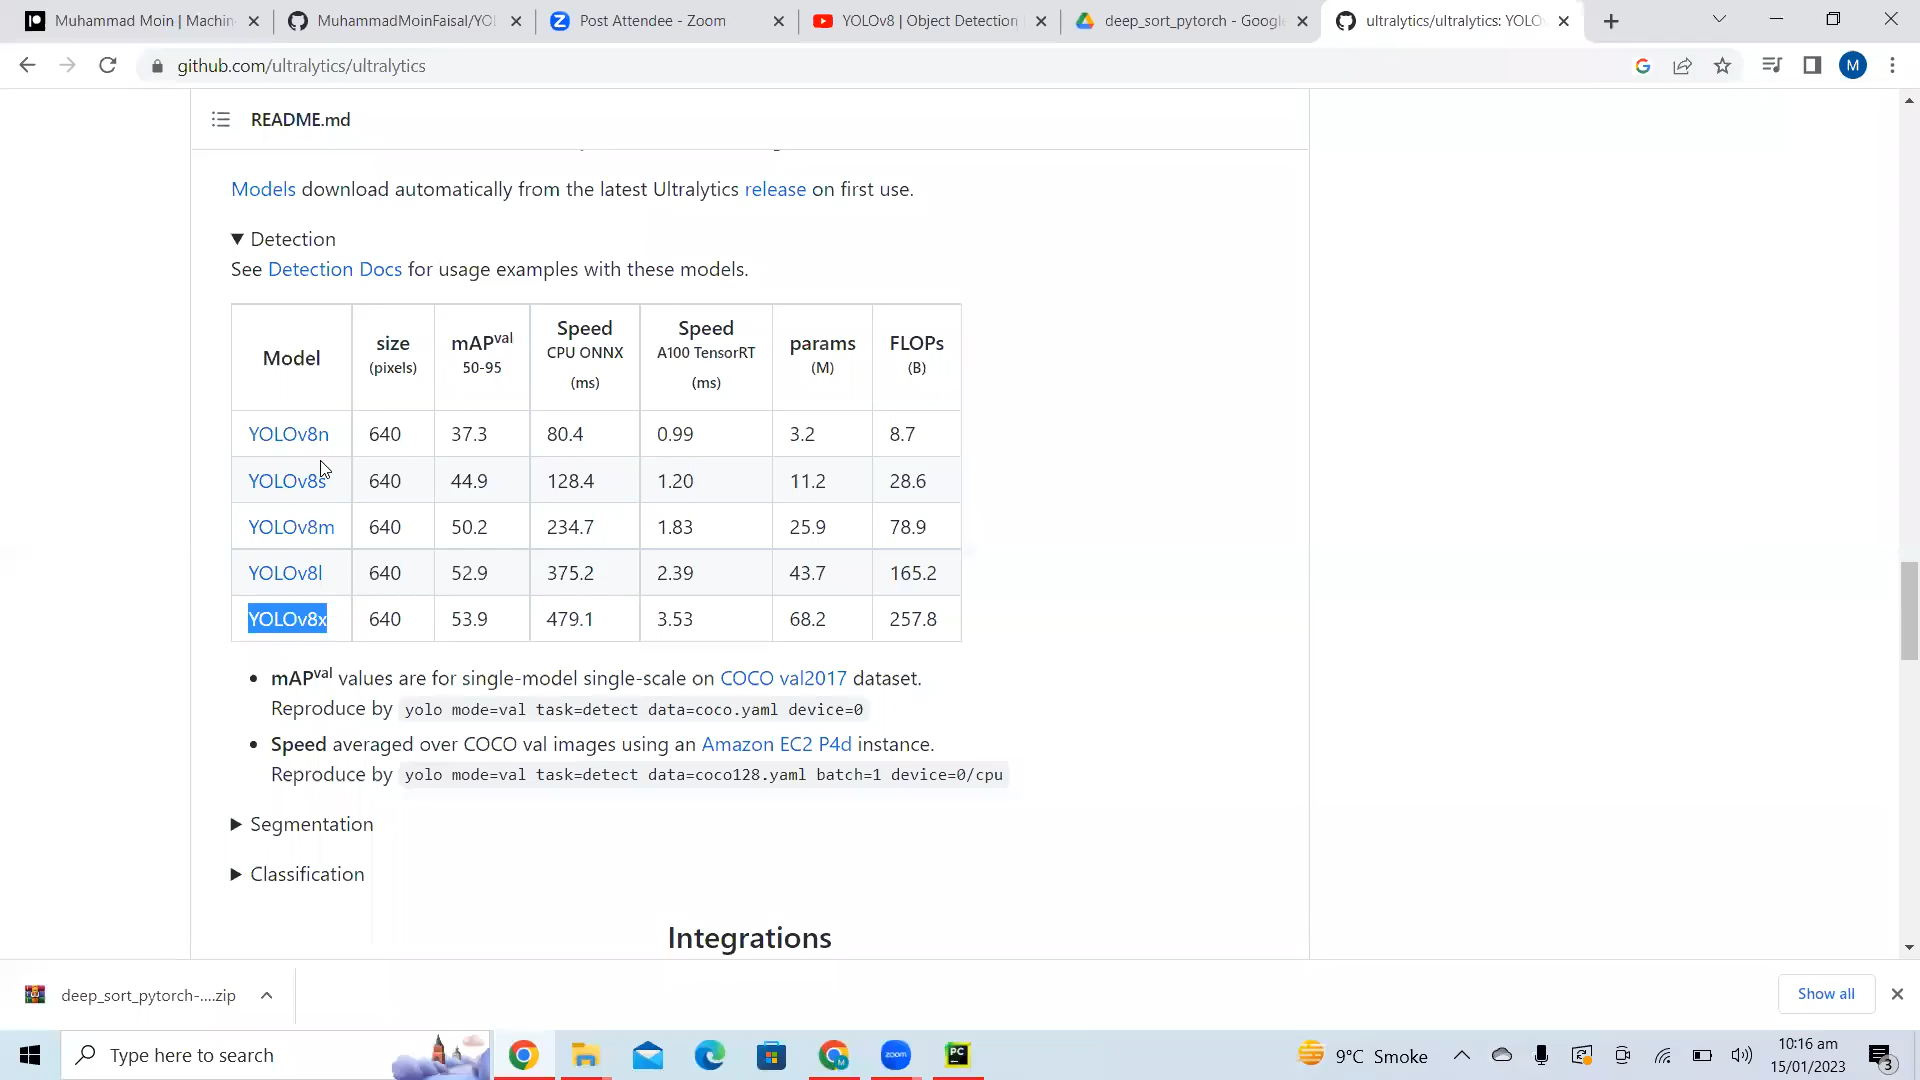 Muhammad Moin | Machin
MuhammadMoinFaisal/YOL
Post Attendee - Zoom
YOLOv8 | Object Detection
deep_sort_pytorch - Google
ultralytics/ultralytics: YOLO
github.com/ultralytics/ultralytics
M
README.md
Models download automatically from the latest Ultralytics release on first use.
▼ Detection
See Detection Docs for usage examples with these models.
Model size (pixels) mAPval 50-95 Speed CPU ONNX (ms) Speed A100 TensorRT (ms) params (M) FLOPs (B)
YOLOv8n 640 37.3 80.4 0.99 3.2 8.7
YOLOv8s 640 44.9 128.4 1.20 11.2 28.6
YOLOv8m 640 50.2 234.7 1.83 25.9 78.9
YOLOv8l 640 52.9 375.2 2.39 43.7 165.2
YOLOv8x 640 53.9 479.1 3.53 68.2 257.8
• mAPval values are for single-model single-scale on COCO val2017 dataset.
Reproduce by yolo mode=val task=detect data=coco.yaml device=0
• Speed averaged over COCO val images using an Amazon EC2 P4d instance.
Reproduce by yolo mode=val task=detect data=coco128.yaml batch=1 device=0/cpu
▶ Segmentation
▶ Classification
Integrations
deep_sort_pytorch-....zip
Show all
Type here to search
zoom
PC
9°C Smoke
10:16 am
15/01/2023
3